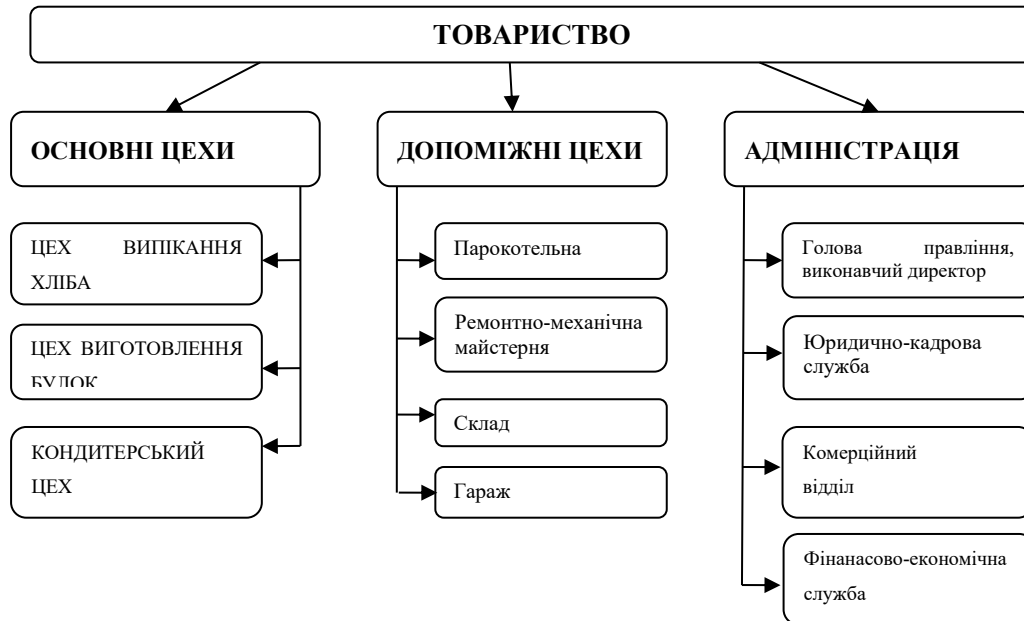 ТОВАРИСТВО
ОСНОВНІ ЦЕХИ
ЦЕХ ВИПІКАННЯ
ХЛІБА
ЦЕХ ВИГОТОВЛЕННЯ
БУЛОК
КОНДИТЕРСЬКИЙ
ЦЕХ
ДОПОМІЖНІ ЦЕХИ
Парокотельна
Ремонтно-механічна
майстерня
Склад
Гараж
АДМІНІСТРАЦІЯ
Голова правління,
виконавчий директор
Юридично-кадрова
служба
Комерційний
відділ
Фінанасово-економічна
служба